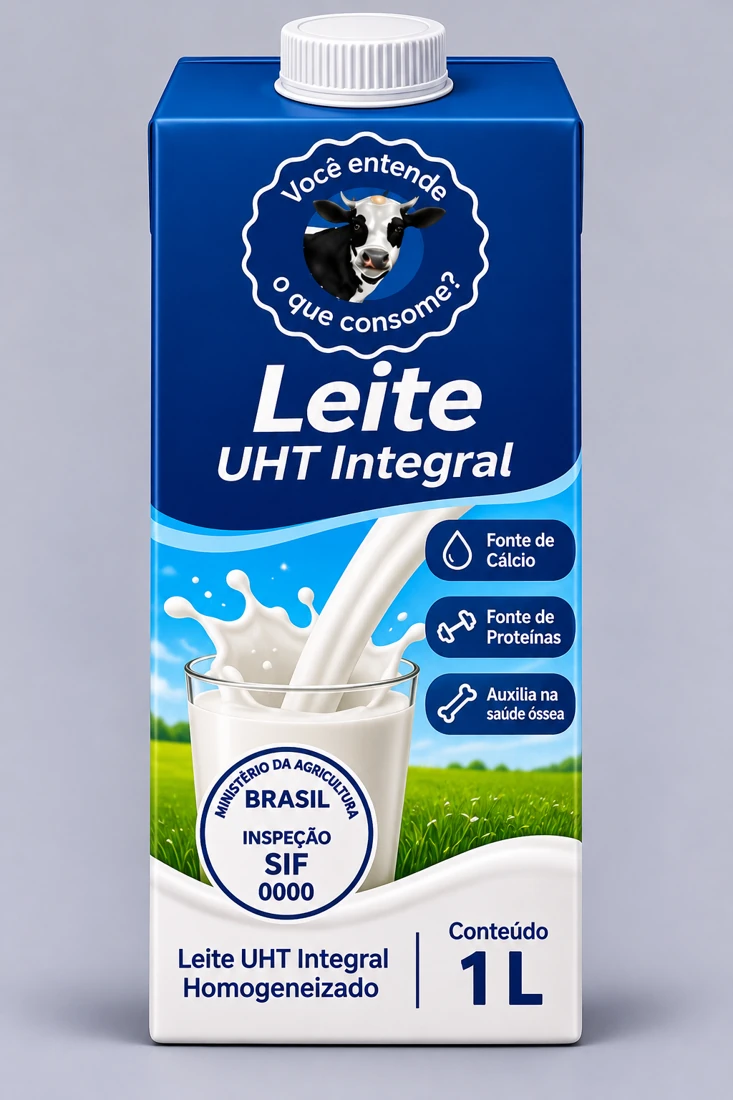 Você entende
o que consome?
Leite
UHT Integral
Fonte de
Cálcio
Fonte de
Proteínas
Auxilia na
saúde óssea
MINISTÉRIO DA AGRICULTURA
BRASIL
INSPEÇÃO
SIF
0000
Leite UHT Integral
Homogeneizado
Conteúdo
1 L